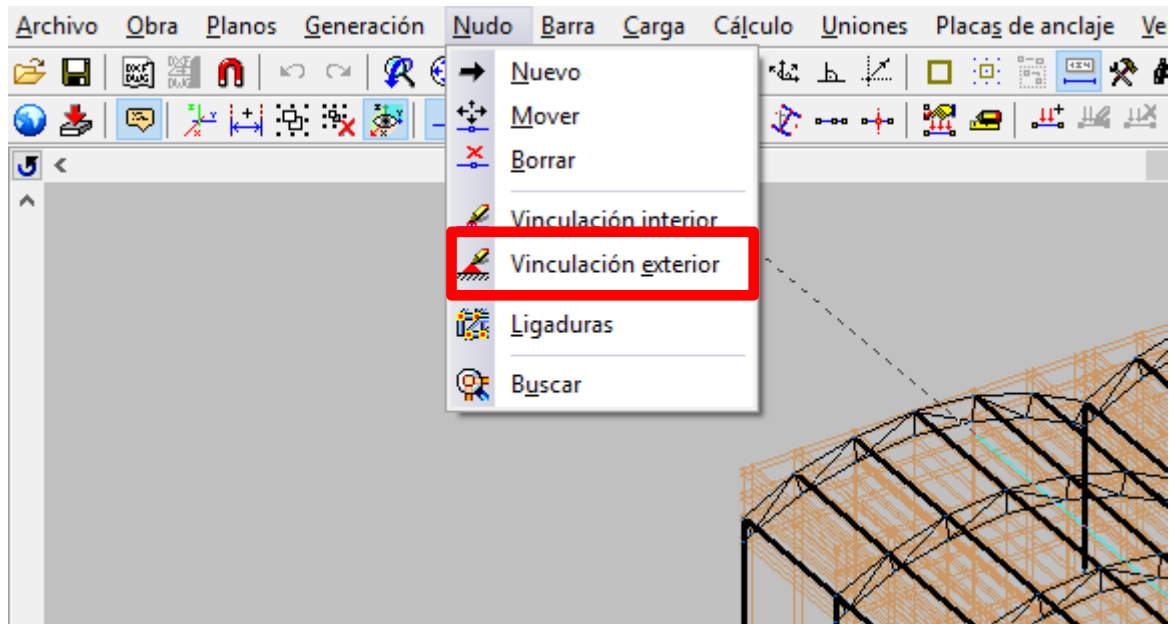 Archivo Obra Planos Generación Nudo Barra Carga Cálculo Uniones Placas de anclaje Ve
Nuevo
Mover
Borrar
Vinculación interior
Vinculación exterior
Ligaduras
Buscar